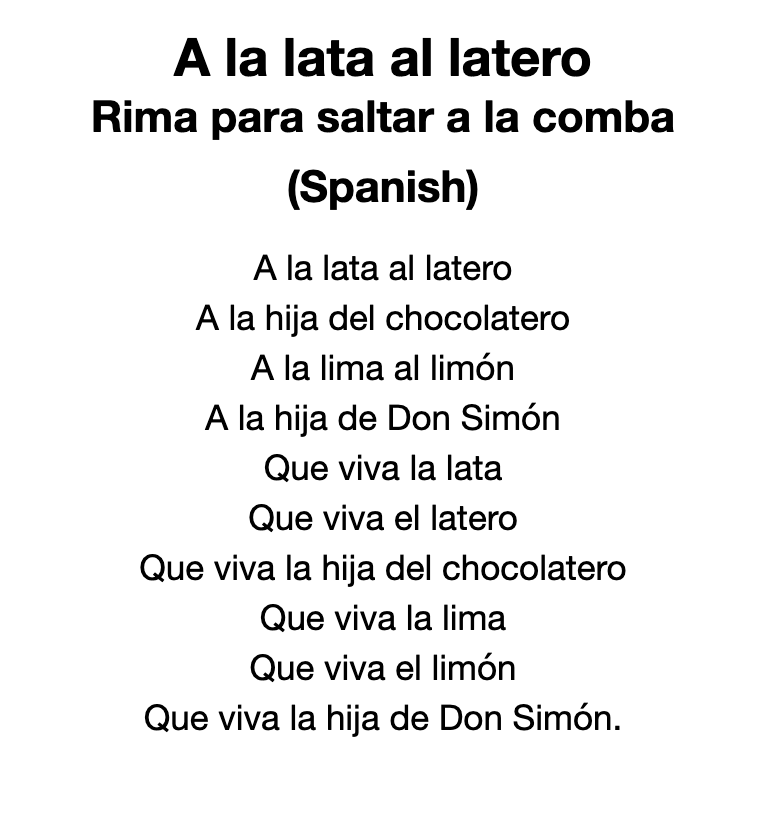 A la lata al latero
Rima para saltar a la comba
(Spanish)
A la lata al latero
A la hija del chocolatero
A la lima al limón
A la hija de Don Simón
Que viva la lata
Que viva el latero
Que viva la hija del chocolatero
Que viva la lima
Que viva el limón
Que viva la hija de Don Simón.